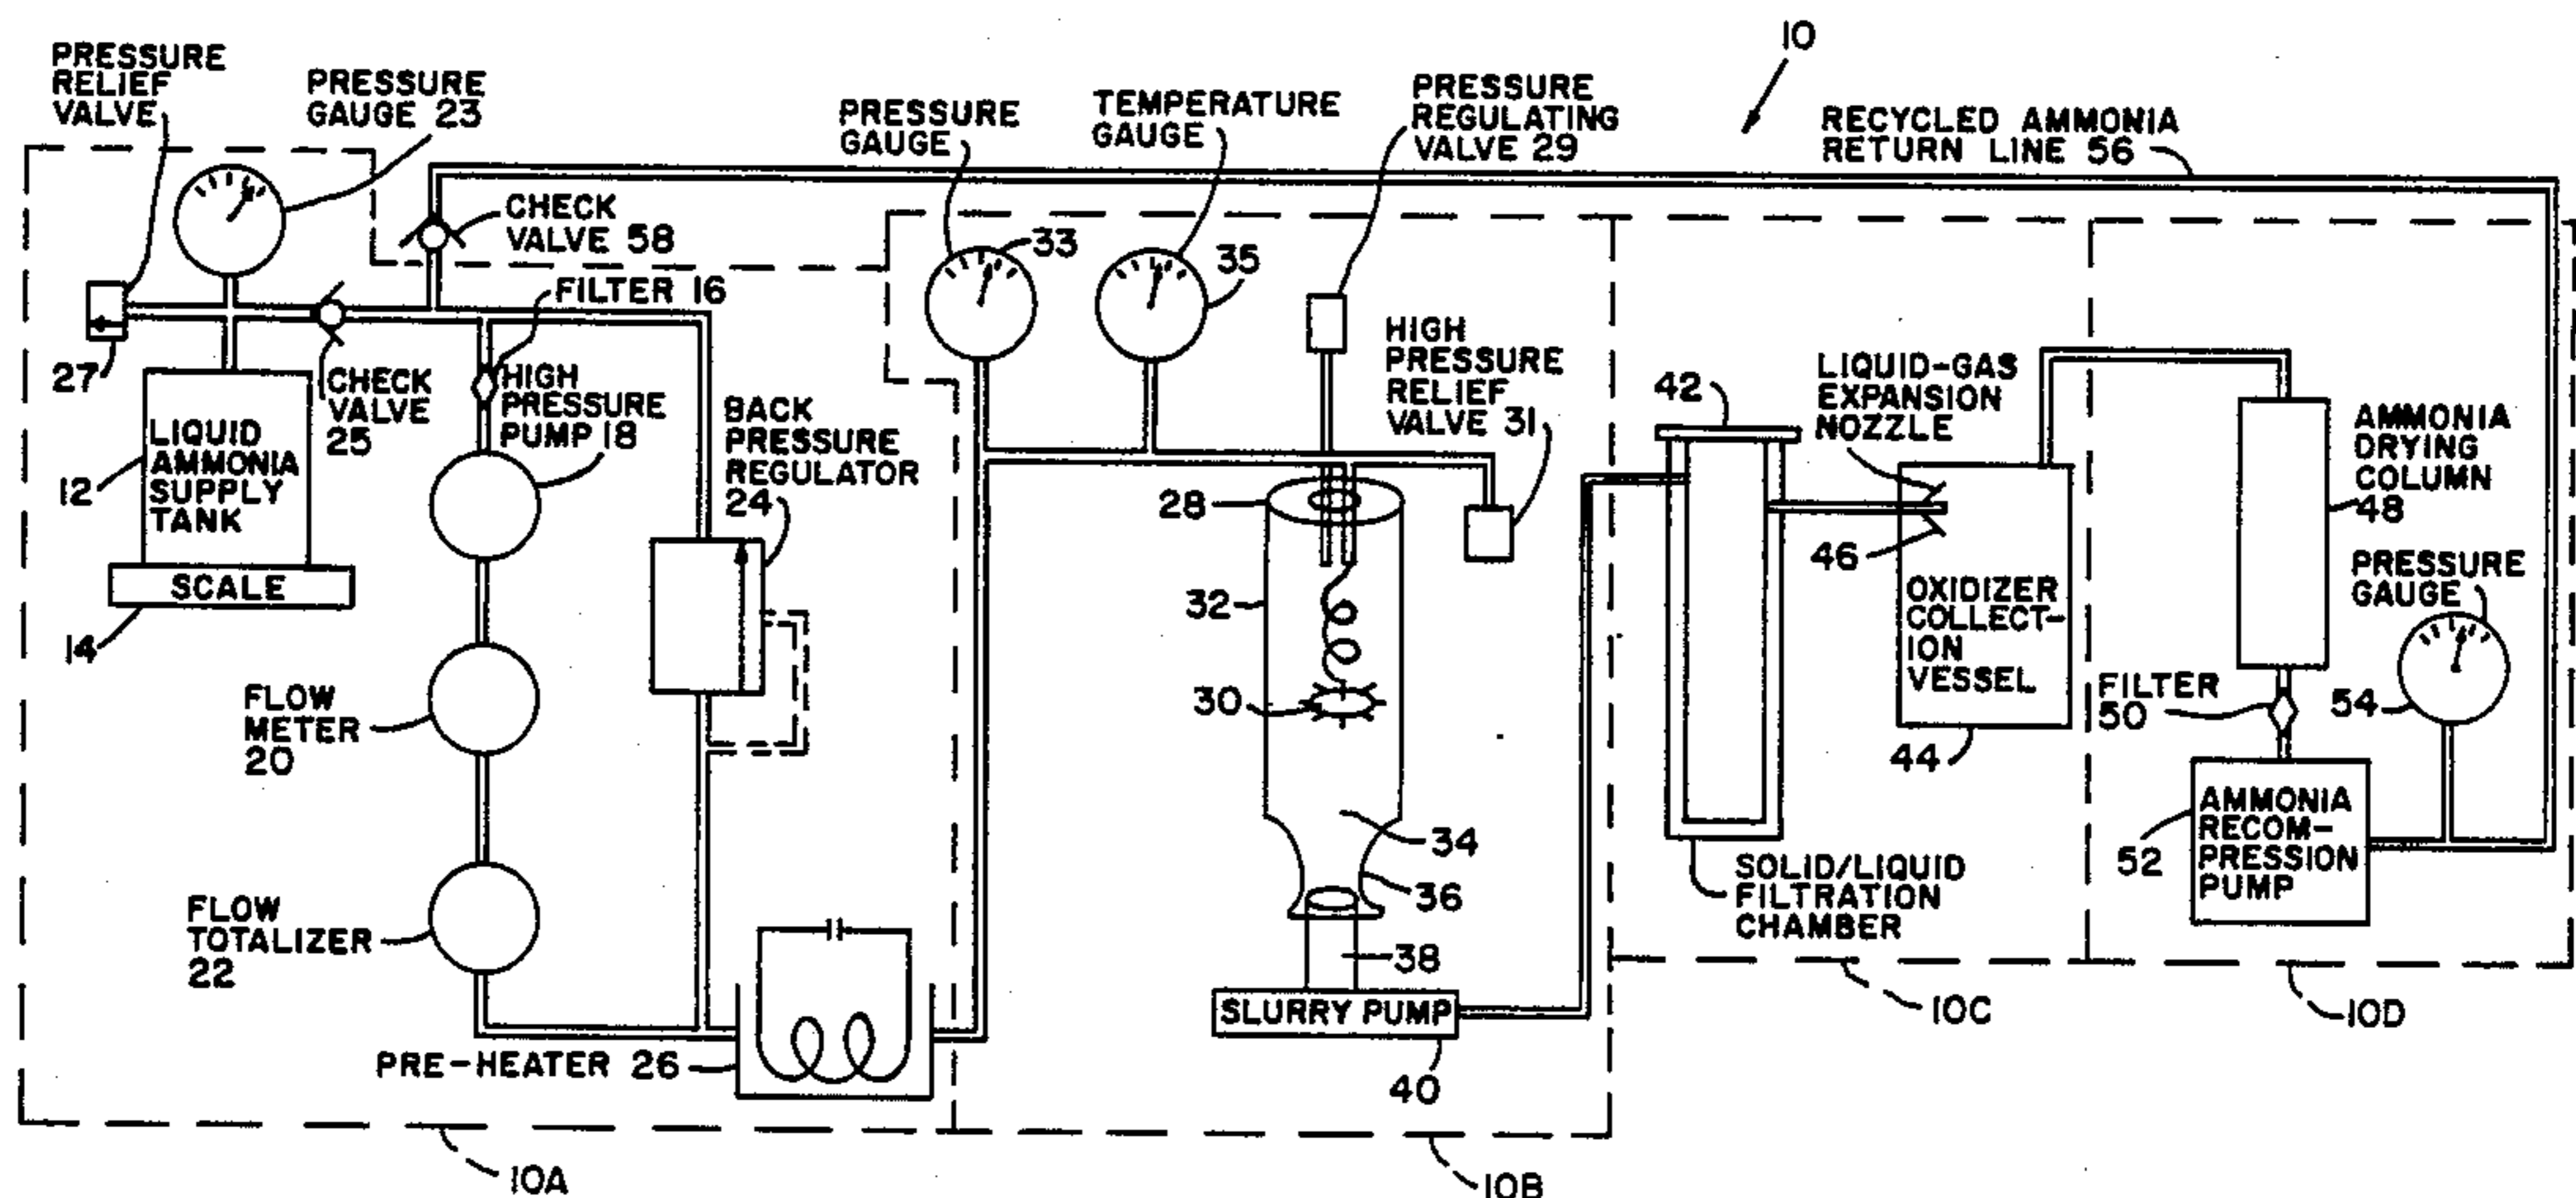 10
PRESSURE
RELIEF
VALVE
PRESSURE
GAUGE 23
PRESSURE
GAUGE
TEMPERATURE
GAUGE
PRESSURE
REGULATING
VALVE 29
RECYCLED AMMONIA
RETURN LINE 56
CHECK
VALVE 58
FILTER 16
33
35
27
CHECK
VALVE
25
HIGH
PRESSURE
PUMP 18
BACK
PRESSURE
REGULATOR
24
HIGH
PRESSURE
RELIEF
VALVE 31
LIQUID
AMMONIA
SUPPLY
TANK
12
SCALE
14
FLOW
METER
20
FLOW
TOTALIZER
22
PRE-HEATER 26
28
32
30
34
36
38
SLURRY PUMP
40
42
SOLID/LIQUID
FILTRATION
CHAMBER
LIQUID-GAS
EXPANSION
NOZZLE
46
OXIDIZER
COLLECT-
ION
VESSEL
44
AMMONIA
DRYING
COLUMN
48
PRESSURE
GAUGE
54
FILTER
50
AMMONIA
RECOM-
PRESSION
PUMP
52
10A
10B
10C
10D